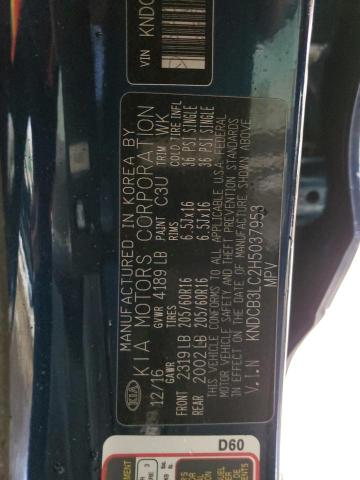 VIN KNDC
MANUFACTURED IN KOREA BY
KIA MOTORS CORPORATION
12/16 GVWR 4189 LB PAINT C3U TRIM WK
GAWR TIRES RIMS COLD TIRE INFL
FRONT 2319 LB 205/60R16 6.5JX16 36 PSI SINGLE
REAR 2002 LB 205/60R16 6.5JX16 36 PSI SINGLE
THIS VEHICLE CONFORMS TO ALL APPLICABLE U.S.A. FEDERAL
MOTOR VEHICLE SAFETY AND THEFT PREVENTION STANDARDS
IN EFFECT ON THE DATE OF MANUFACTURE SHOWN ABOVE.
V.I.N KNDCB3LC2H5037953
MPV
KIA
D60